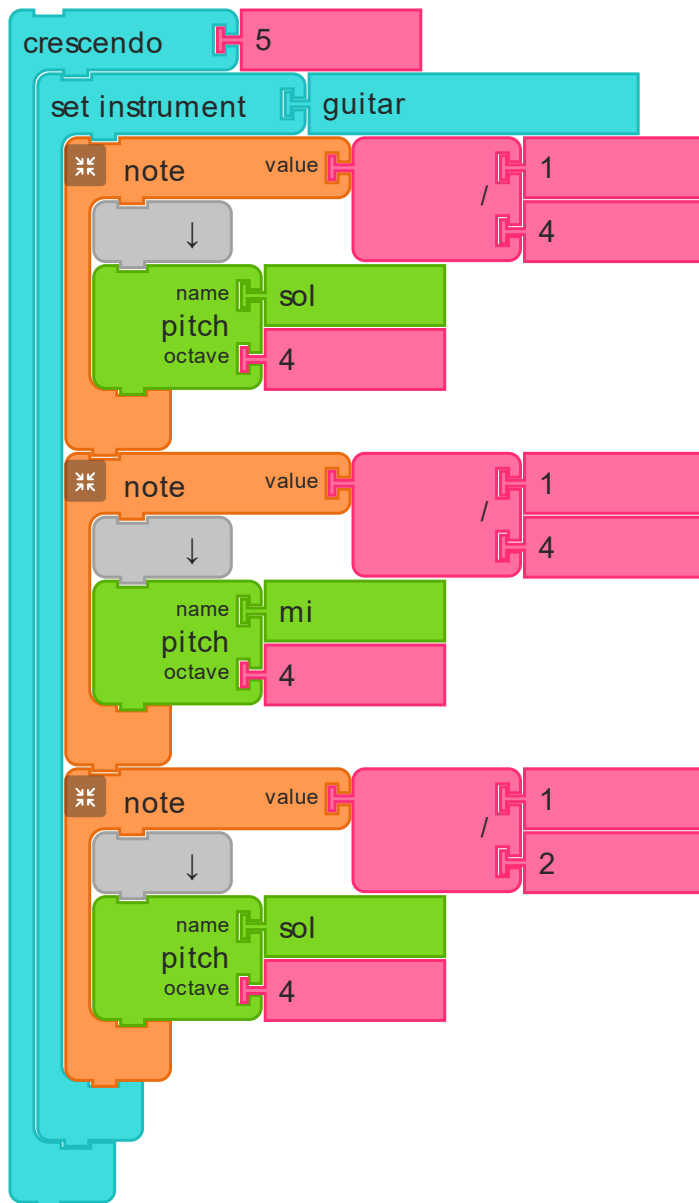 crescendo 5
set instrument guitar
note value 1
/
4
↓
name sol
pitch
octave 4
note value 1
/
4
↓
name mi
pitch
octave 4
note value 1
/
2
↓
name sol
pitch
octave 4